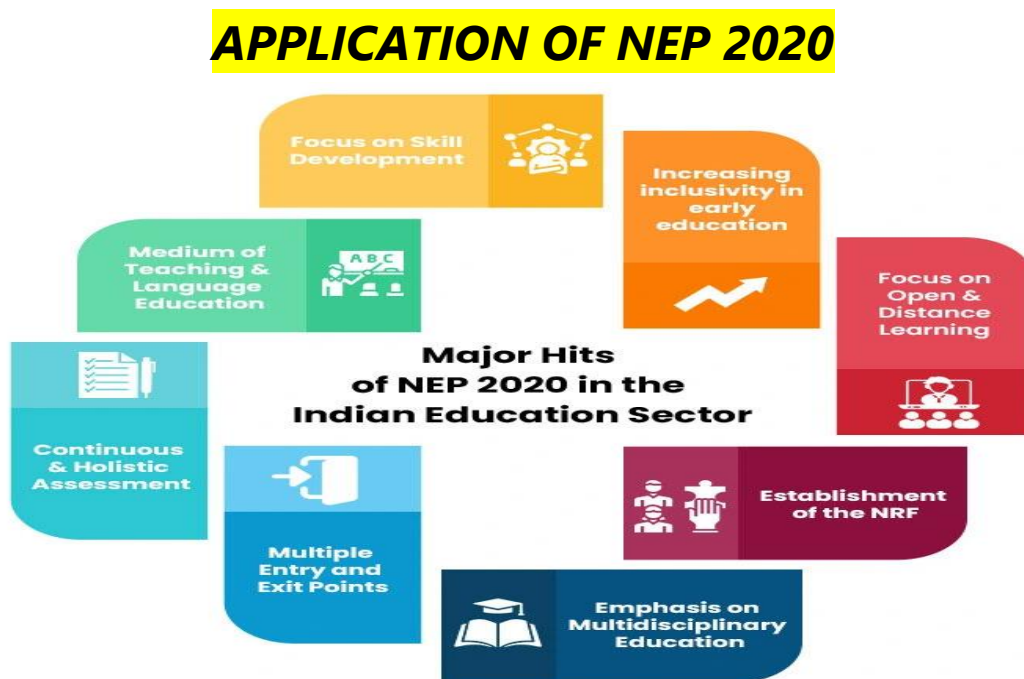 APPLICATION OF NEP 2020
Focus on Skill
Development
Increasing
inclusivity in
early
education
Medium of
Teaching &
Language
Education
ABC
Focus on
Open &
Distance
Learning
Major Hits
of NEP 2020 in the
Indian Education Sector
Continuous
& Holistic
Assessment
Establishment
of the NRF
Multiple
Entry and
Exit Points
Emphasis on
Multidisciplinary
Education